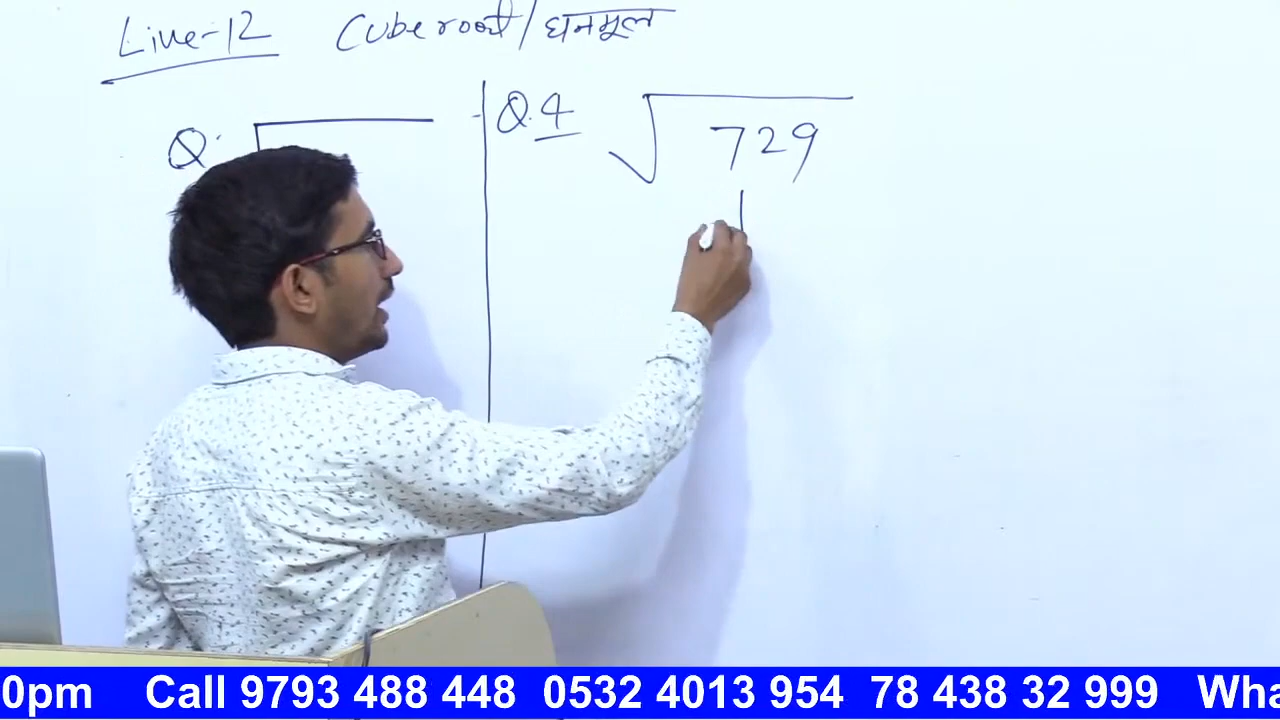 Live-12 Cube root/घनमूल
Q.
Q.4 √729
0pm Call 9793 488 448 0532 4013 954 78 438 32 999 Wha